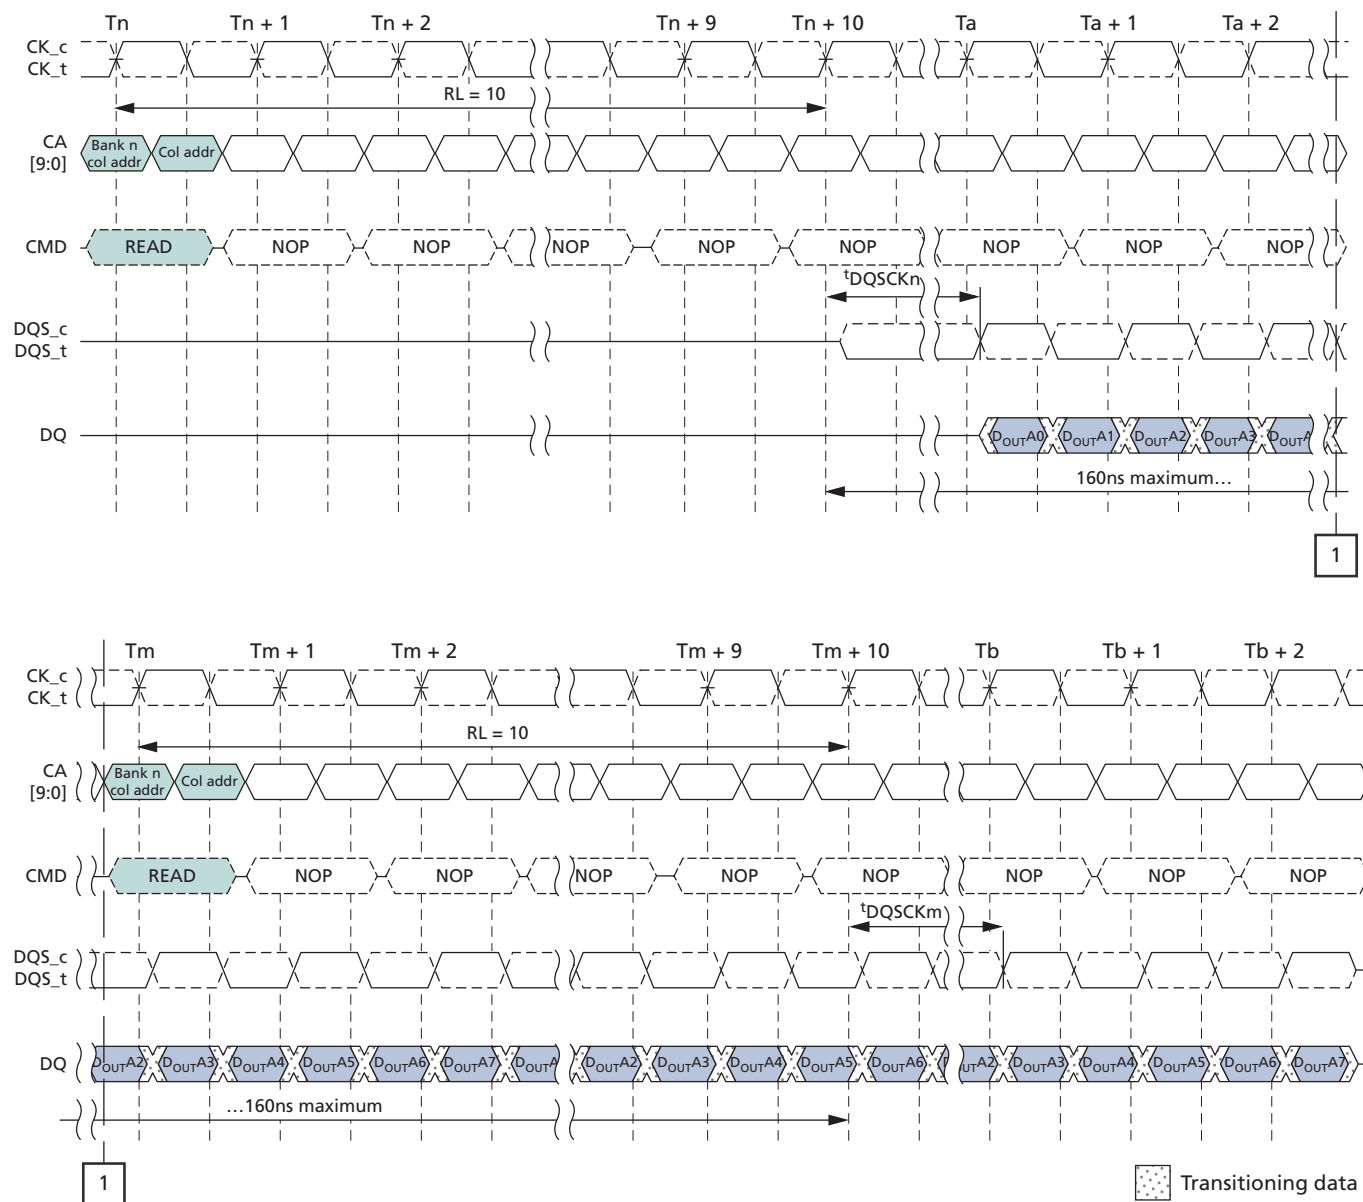 Tn Tn + 1 Tn + 2 Tn + 9 Tn + 10 Ta Ta + 1 Ta + 2
CK_c
CK_t
RL = 10
CA
[9:0]
Bank n
col addr
Col addr
CMD READ NOP NOP NOP NOP NOP NOP NOP NOP
tDQSCKn
DQS_c
DQS_t
DQ DOUTA0 DOUTA1 DOUTA2 DOUTA3 DOUTA
160ns maximum…
1
Tm Tm + 1 Tm + 2 Tm + 9 Tm + 10 Tb Tb + 1 Tb + 2
CK_c
CK_t
RL = 10
CA
[9:0]
Bank n
col addr
Col addr
CMD READ NOP NOP NOP NOP NOP NOP NOP NOP
tDQSCKm
DQS_c
DQS_t
DQ DOUTA2 DOUTA3 DOUTA4 DOUTA5 DOUTA6 DOUTA7 DOUTA DOUTA2 DOUTA3 DOUTA4 DOUTA5 DOUTA6 UTA2 DOUTA3 DOUTA4 DOUTA5 DOUTA6 DOUTA7
…160ns maximum
1
Transitioning data